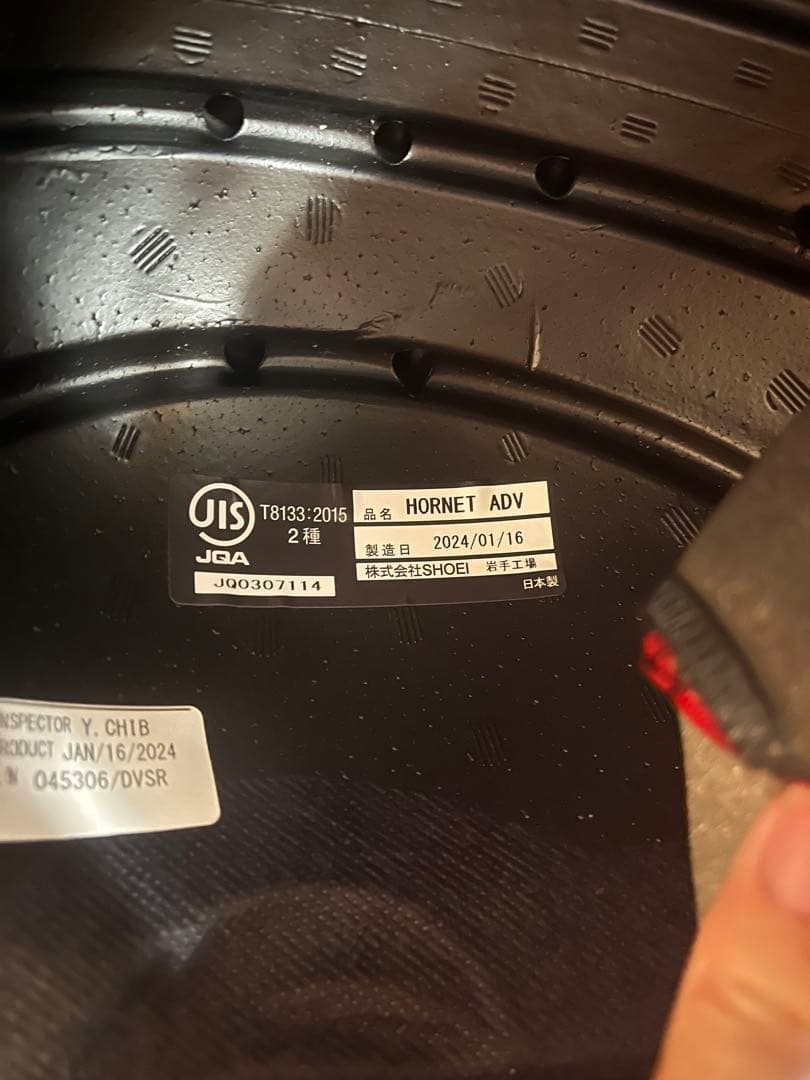 JIS
JQA
T8133:2015
2種
JQ0307114
品名 HORNET ADV
製造日 2024/01/16
株式会社SHOEI 岩手工場
日本製
INSPECTOR Y. CHIB
PRODUCT JAN/16/2024
045306/DVSR